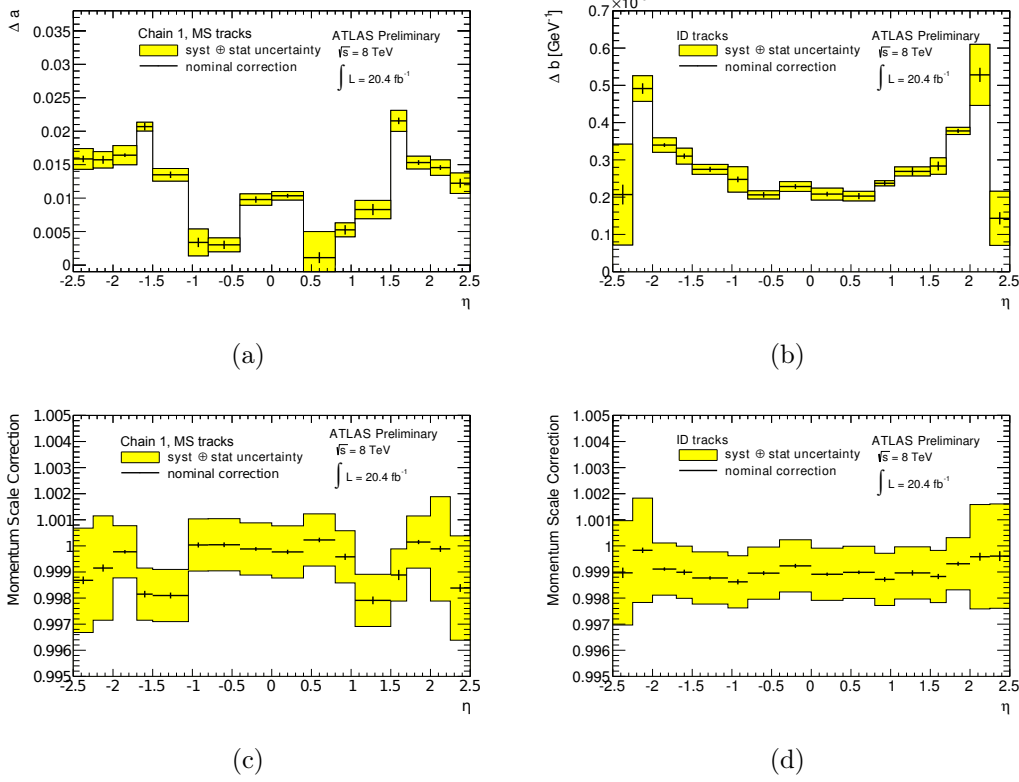 Δ a
0.035
0.03
0.025
0.02
0.015
0.01
0.005
0
Chain 1, MS tracks
syst ⊕ stat uncertainty
nominal correction
ATLAS Preliminary
√s = 8 TeV
∫ L = 20.4 fb⁻¹
-2.5 -2 -1.5 -1 -0.5 0 0.5 1 1.5 2 2.5
η
(a)
Δ b [GeV⁻¹]
0.7
0.6
0.5
0.4
0.3
0.2
0.1
0
ID tracks
syst ⊕ stat uncertainty
nominal correction
ATLAS Preliminary
√s = 8 TeV
∫ L = 20.4 fb⁻¹
-2.5 -2 -1.5 -1 -0.5 0 0.5 1 1.5 2 2.5
η
(b)
Momentum Scale Correction
1.005
1.004
1.003
1.002
1.001
1
0.999
0.998
0.997
0.996
0.995
Chain 1, MS tracks
syst ⊕ stat uncertainty
nominal correction
ATLAS Preliminary
√s = 8 TeV
∫ L = 20.4 fb⁻¹
-2.5 -2 -1.5 -1 -0.5 0 0.5 1 1.5 2 2.5
η
(c)
Momentum Scale Correction
1.005
1.004
1.003
1.002
1.001
1
0.999
0.998
0.997
0.996
0.995
ID tracks
syst ⊕ stat uncertainty
nominal correction
ATLAS Preliminary
√s = 8 TeV
∫ L = 20.4 fb⁻¹
-2.5 -2 -1.5 -1 -0.5 0 0.5 1 1.5 2 2.5
η
(d)